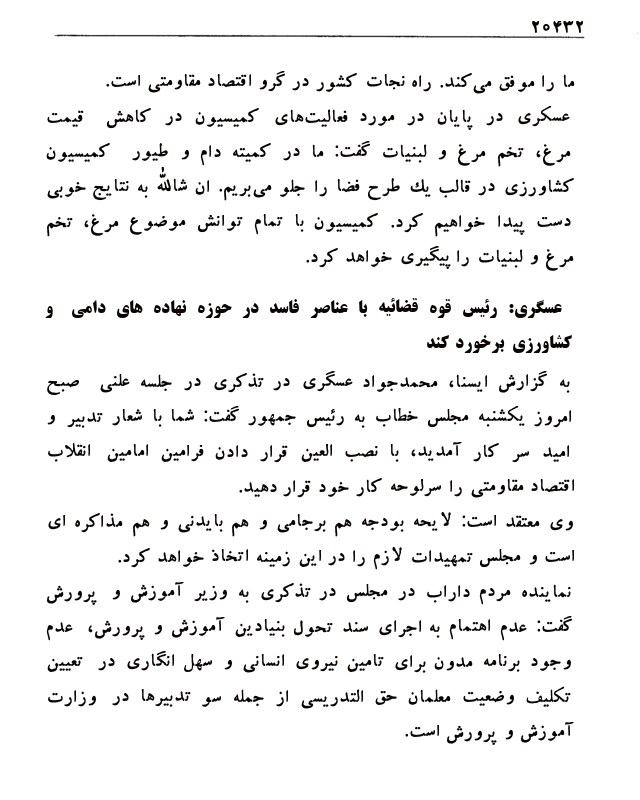 ۲۰۴۳۲
ما را موفق می‌کند. راه نجات کشور در گرو اقتصاد مقاومتی است.
عسکری در پایان در مورد فعالیت‌های کمیسیون در کاهش قیمت
مرغ، تخم مرغ و لبنیات گفت: ما در کمیته دام و طیور کمیسیون
کشاورزی در قالب یك طرح فضا را جلو می‌بریم. ان شالله به نتایج خوبی
دست پیدا خواهیم کرد. کمیسیون با تمام توانش موضوع مرغ، تخم
مرغ و لبنیات را پیگیری خواهد کرد.
عسگری: رئیس قوه قضائیه با عناصر فاسد در حوزه نهاده های دامی و
کشاورزی برخورد کند
به گزارش ایسنا، محمدجواد عسگری در تذکری در جلسه علنی صبح
امروز یکشنبه مجلس خطاب به رئیس جمهور گفت: شما با شعار تدبیر و
امید سر کار آمدید، با نصب العین قرار دادن فرامین امامین انقلاب
اقتصاد مقاومتی را سرلوحه کار خود قرار دهید.
وی معتقد است: لایحه بودجه هم برجامی و هم بایدنی و هم مذاکره ای
است و مجلس تمهیدات لازم را در این زمینه اتخاذ خواهد کرد.
نماینده مردم داراب در مجلس در تذکری به وزیر آموزش و پرورش
گفت: عدم اهتمام به اجرای سند تحول بنیادین آموزش و پرورش، عدم
وجود برنامه مدون برای تامین نیروی انسانی و سهل انگاری در تعیین
تکلیف وضعیت معلمان حق التدریسی از جمله سو تدبیرها در وزارت
آموزش و پرورش است.